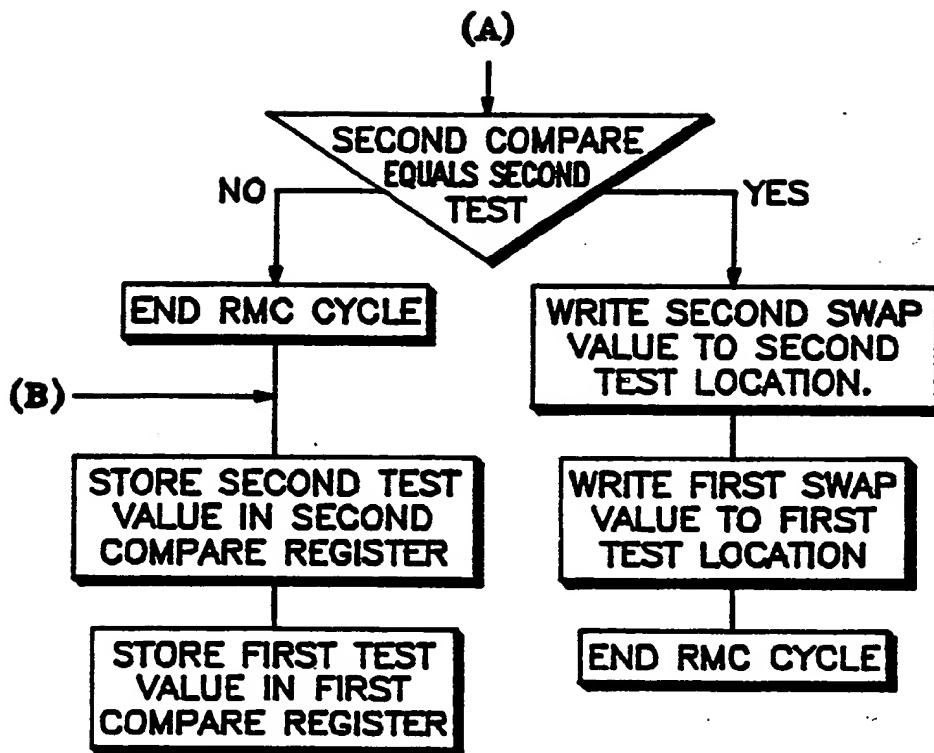 (A)
SECOND COMPARE
EQUALS SECOND
TEST
NO
YES
END RMC CYCLE
WRITE SECOND SWAP
VALUE TO SECOND
TEST LOCATION.
(B)
STORE SECOND TEST
VALUE IN SECOND
COMPARE REGISTER
WRITE FIRST SWAP
VALUE TO FIRST
TEST LOCATION
STORE FIRST TEST
VALUE IN FIRST
COMPARE REGISTER
END RMC CYCLE